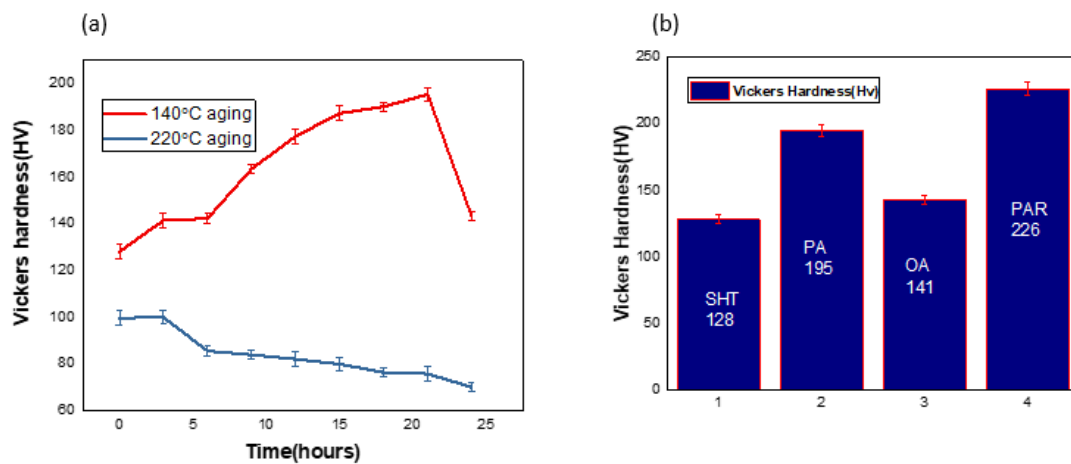 (a)
Vickers hardness(HV)
200
180
160
140
120
100
80
60
140°C aging
220°C aging
0
5
10
15
20
25
Time(hours)
(b)
Vickers Hardness(HV)
250
200
150
100
50
0
Vickers Hardness(Hv)
SHT
128
PA
195
OA
141
PAR
226
1
2
3
4